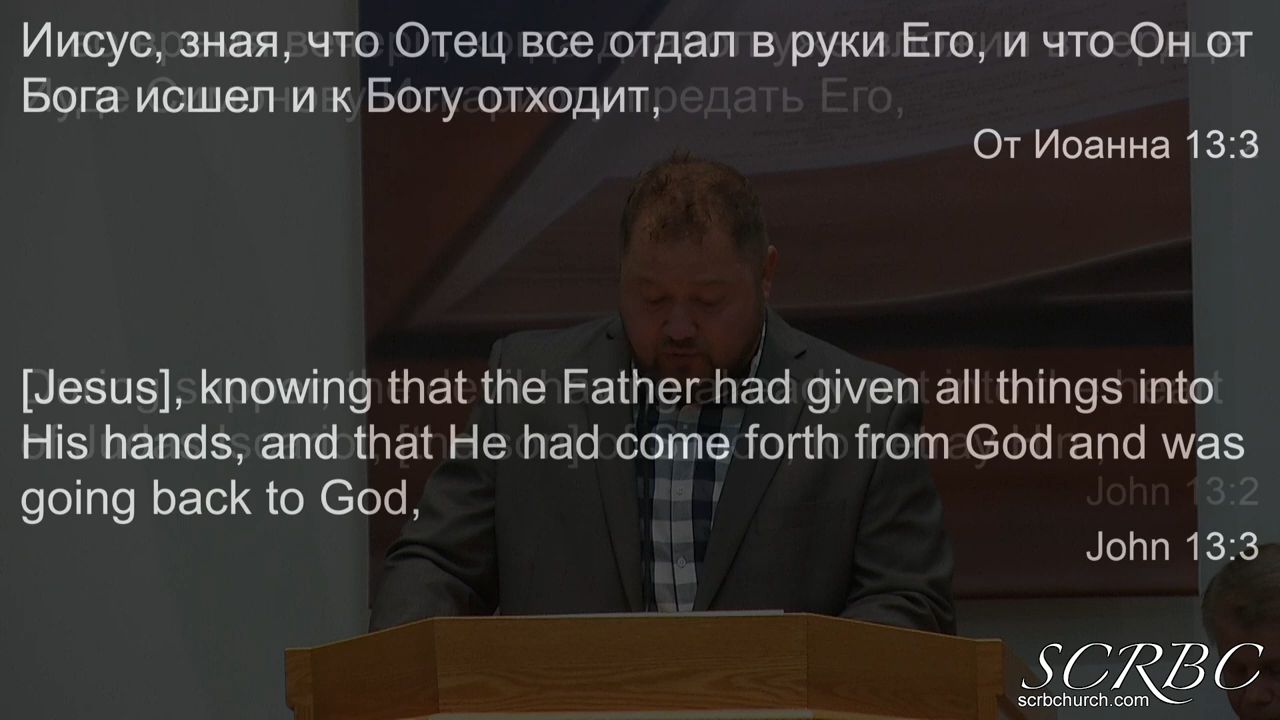 Иисус, зная, что Отец все отдал в руки Его, и что Он от
Бога исшел и к Богу отходит,
От Иоанна 13:3
[Jesus], knowing that the Father had given all things into
His hands, and that He had come forth from God and was
going back to God,
John 13:2
John 13:3
SCRBC
scrbchurch.com